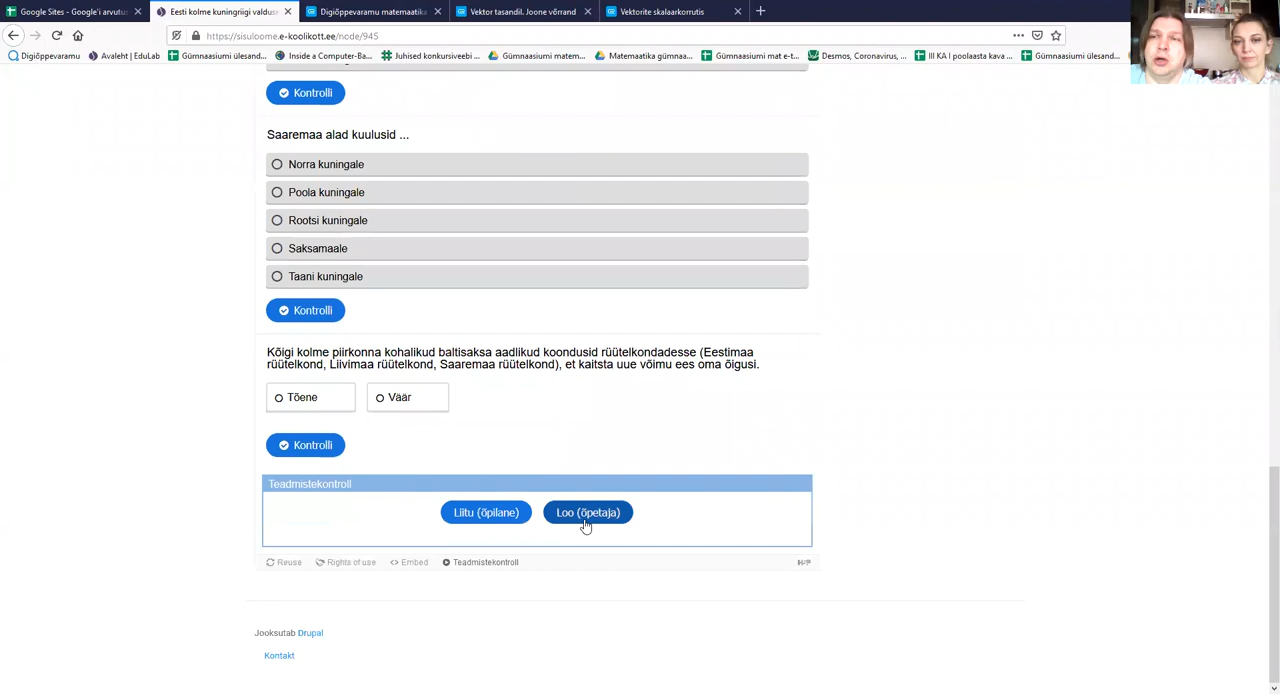 Google Sites - Google'i arvutus
Eesti kolme kuningriigi valdus
Digiõppevaramu matemaatika
Vektor tasandil. Joone võrrand
Vektorite skalaarkorrutis
https://sisuloome.e-koolikott.ee/node/945
Digiõppevaramu
Avaleht | EduLab
Gümnaasiumi ülesand...
Inside a Computer-Ba...
Juhised konkursiveebi ...
Gümnaasiumi matem...
Matemaatika gümnaa...
Gümnaasiumi mat e-t...
Desmos, Coronavirus, ...
III KA I poolaasta kava ...
Gümnaasiumi ülesand...
Kontrolli
Saaremaa alad kuulusid ...
Norra kuningale
Poola kuningale
Rootsi kuningale
Saksamaale
Taani kuningale
Kontrolli
Kõigi kolme piirkonna kohalikud baltisaksa aadlikud koondusid rüütelkondadesse (Eestimaa
rüütelkond, Liivimaa rüütelkond, Saaremaa rüütelkond), et kaitsta uue võimu ees oma õigusi.
Tõene
Väär
Kontrolli
Teadmistekontroll
Liitu (õpilane)
Loo (õpetaja)
Reuse
Rights of use
Embed
Teadmistekontroll
H5P
Jooksutab Drupal
Kontakt